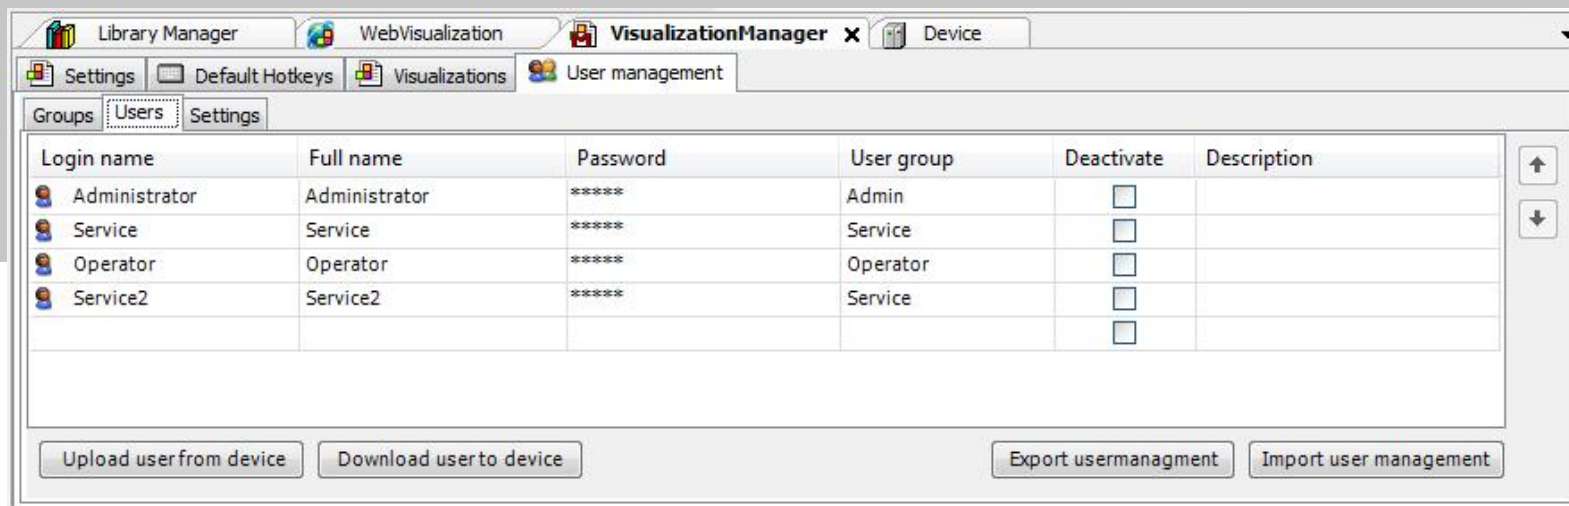 Library Manager WebVisualization VisualizationManager Device
Settings Default Hotkeys Visualizations User management
Groups Users Settings
Login name Full name Password User group Deactivate Description
Administrator Administrator ***** Admin
Service Service ***** Service
Operator Operator ***** Operator
Service2 Service2 ***** Service
Upload user from device Download user to device Export usermanagment Import user management